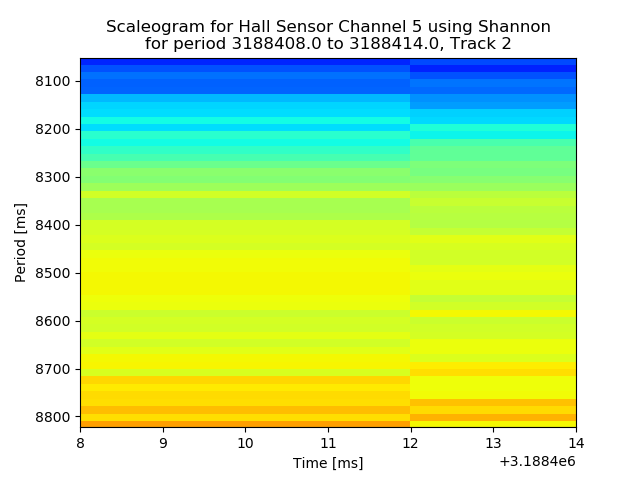 Scaleogram for Hall Sensor Channel 5 using Shannon
for period 3188408.0 to 3188414.0, Track 2
8100
8200
8300
8400
8500
8600
8700
8800
Period [ms]
8 9 10 11 12 13 14
Time [ms]
+3.1884e6